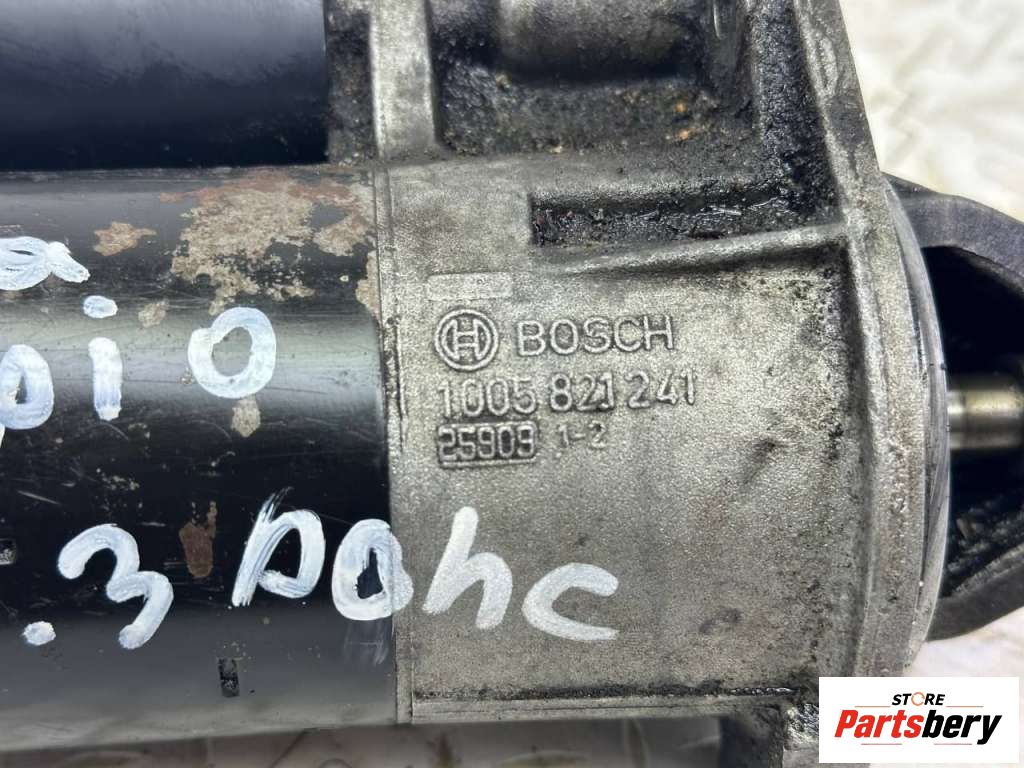 BOSCH
1005 821 241
25909 1-2
.3 DOHC
STORE
Partsbery